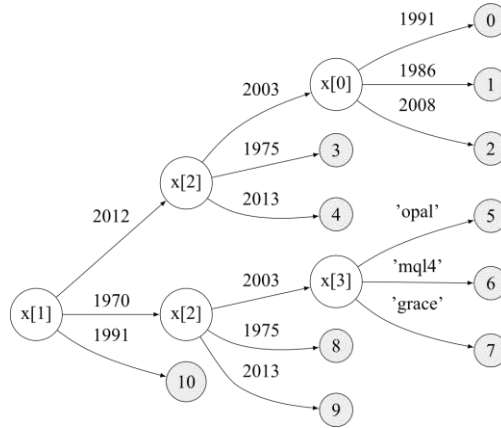 1991
0
x[0]
1986
1
2003
2008
2
1975
3
x[2]
2013
4
2012
'opal'
5
2003
x[3]
'mql4'
6
x[1]
1970
x[2]
'grace'
7
1991
1975
8
2013
10
9